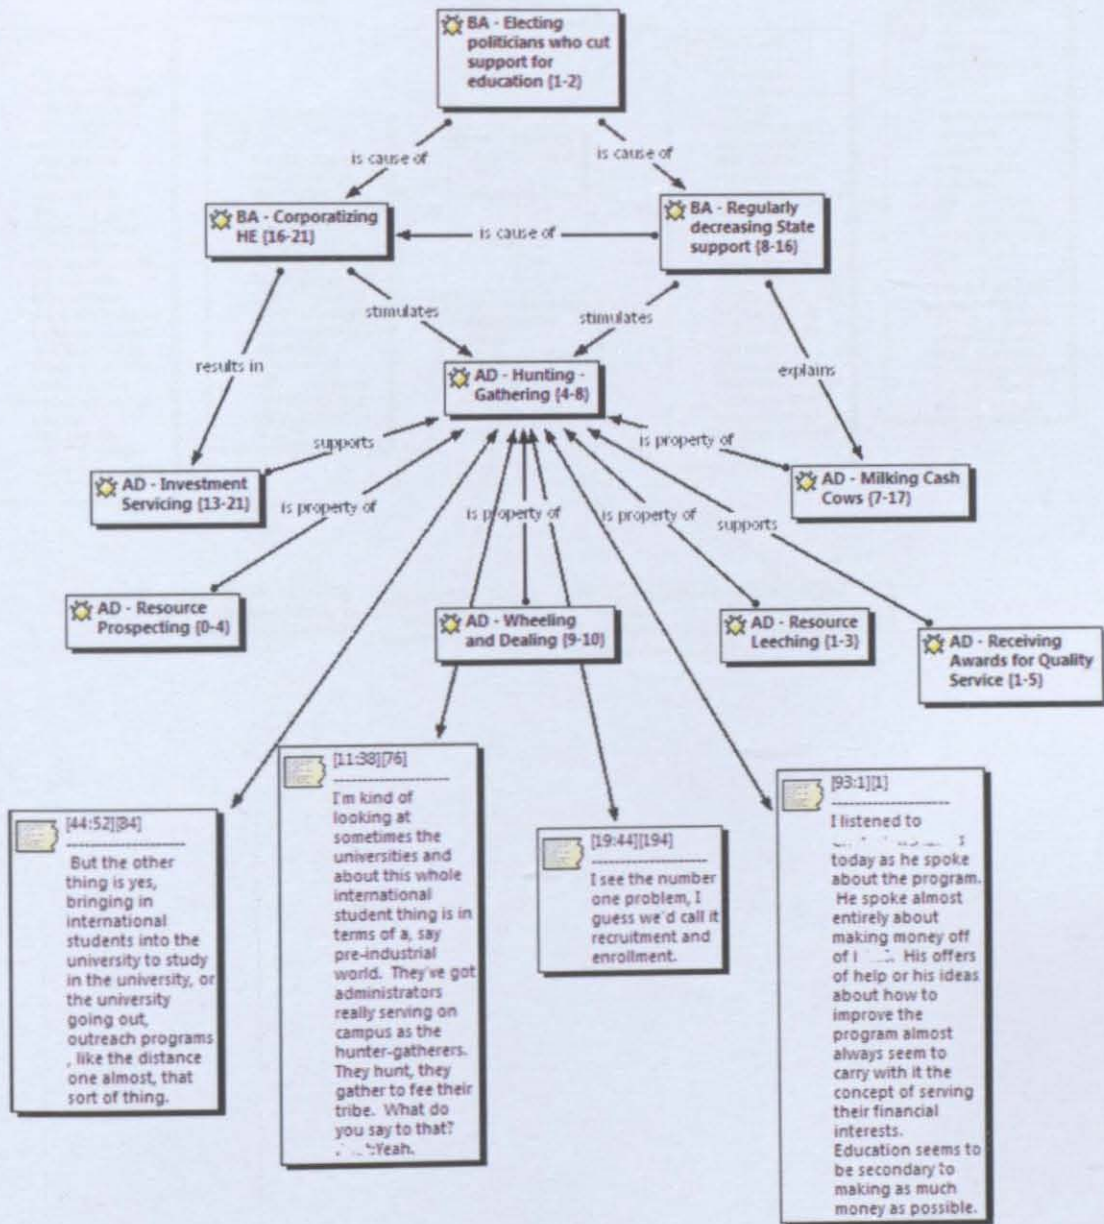 BA - Electing
politicians who cut
support for
education {1-2}
is cause of
is cause of
BA - Corporatizing
HE {16-21}
is cause of
BA - Regularly
decreasing State
support {8-16}
stimulates
stimulates
results in
AD - Hunting -
Gathering {4-8}
explains
supports
is property of
AD - Investment
Servicing {13-21}
AD - Milking Cash
Cows {7-17}
is property of
is property of
is property of
supports
AD - Resource
Prospecting {0-4}
AD - Wheeling
and Dealing {9-10}
AD - Resource
Leeching {1-3}
AD - Receiving
Awards for Quality
Service {1-5}
[44:52][84]
But the other
thing is yes,
bringing in
international
students into the
university to study
in the university, or
the university
going out,
outreach programs
, like the distance
one almost, that
sort of thing.
[11:38][76]
I'm kind of
looking at
sometimes the
universities and
about this whole
international
student thing is in
terms of a, say
pre-industrial
world. They've got
administrators
really serving on
campus as the
hunter-gatherers.
They hunt, they
gather to fee their
tribe. What do
you say to that?
Yeah.
[19:44][194]
I see the number
one problem, I
guess we'd call it
recruitment and
enrollment.
[93:1][1]
I listened to
today as he spoke
about the program.
He spoke almost
entirely about
making money off
of His offers
of help or his ideas
about how to
improve the
program almost
always seem to
carry with it the
concept of serving
their financial
interests.
Education seems to
be secondary to
making as much
money as possible.